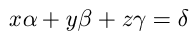 xα + yβ + zγ = δ